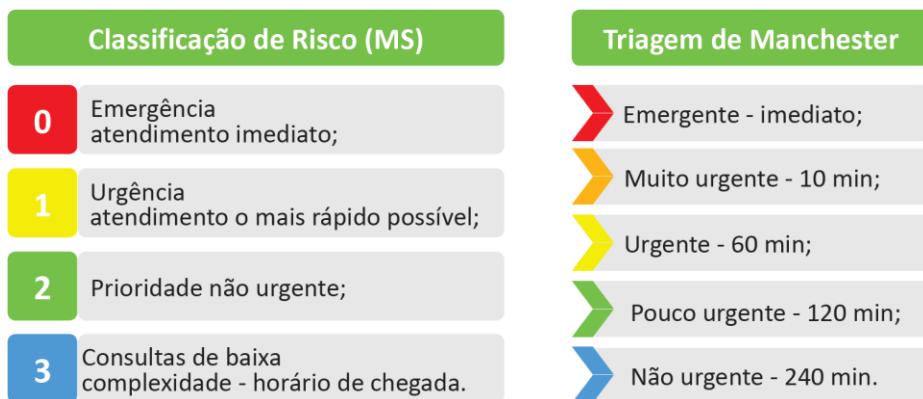 Classificação de Risco (MS)
0
Emergência
atendimento imediato;
1
Urgência
atendimento o mais rápido possível;
2
Prioridade não urgente;
3
Consultas de baixa
complexidade - horário de chegada.
Triagem de Manchester
Emergente - imediato;
Muito urgente - 10 min;
Urgente - 60 min;
Pouco urgente - 120 min;
Não urgente - 240 min.